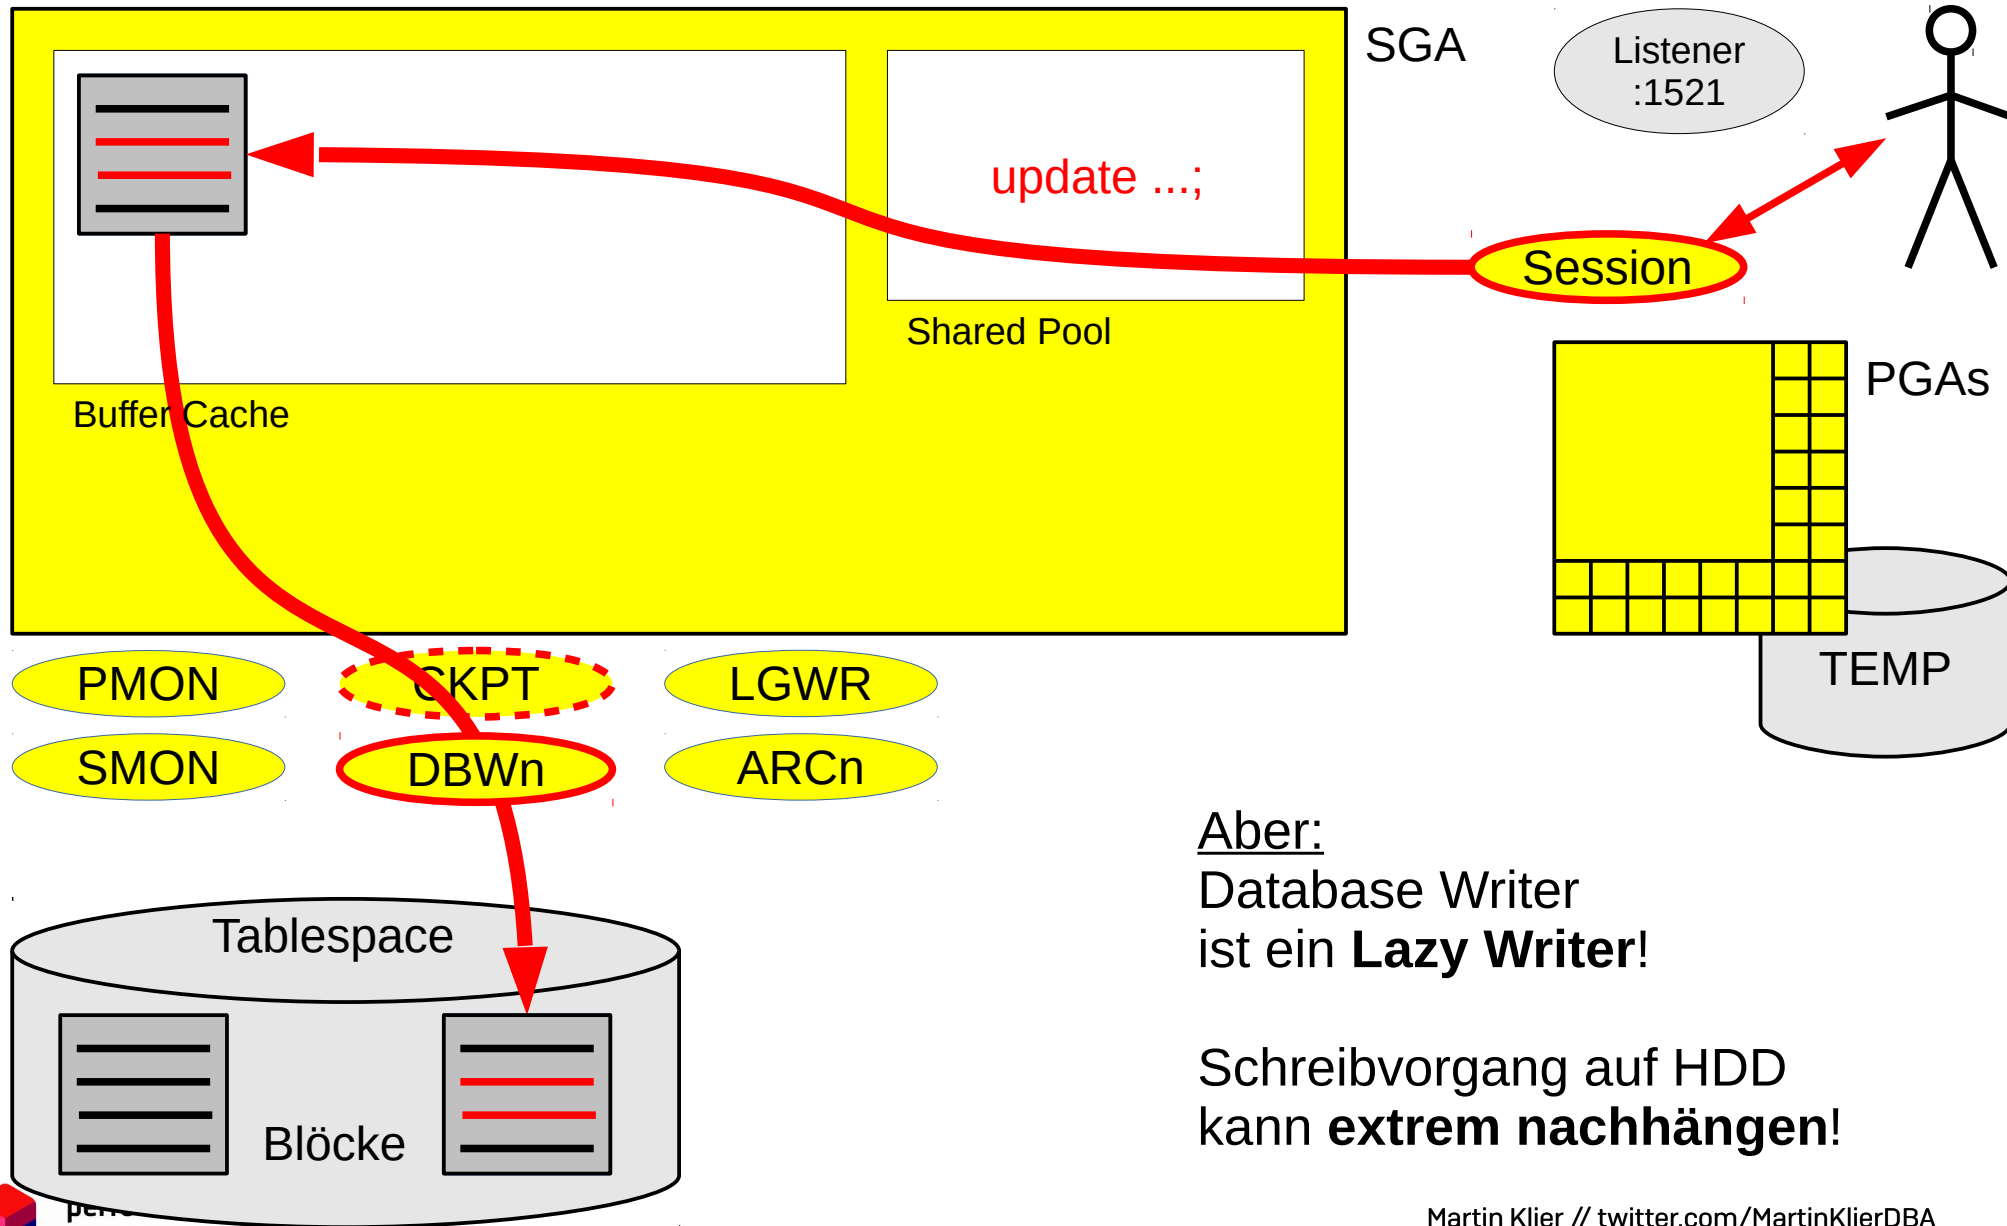 SGA
Listener
:1521
update ...;
Session
Shared Pool
PGAs
Buffer Cache
PMON
CKPT
LGWR
TEMP
SMON
DBWn
ARCn
Aber:
Database Writer
ist ein Lazy Writer!
Tablespace
Schreibvorgang auf HDD
kann extrem nachhängen!
Blöcke
Martin Klier // twitter.com/MartinKlierDBA